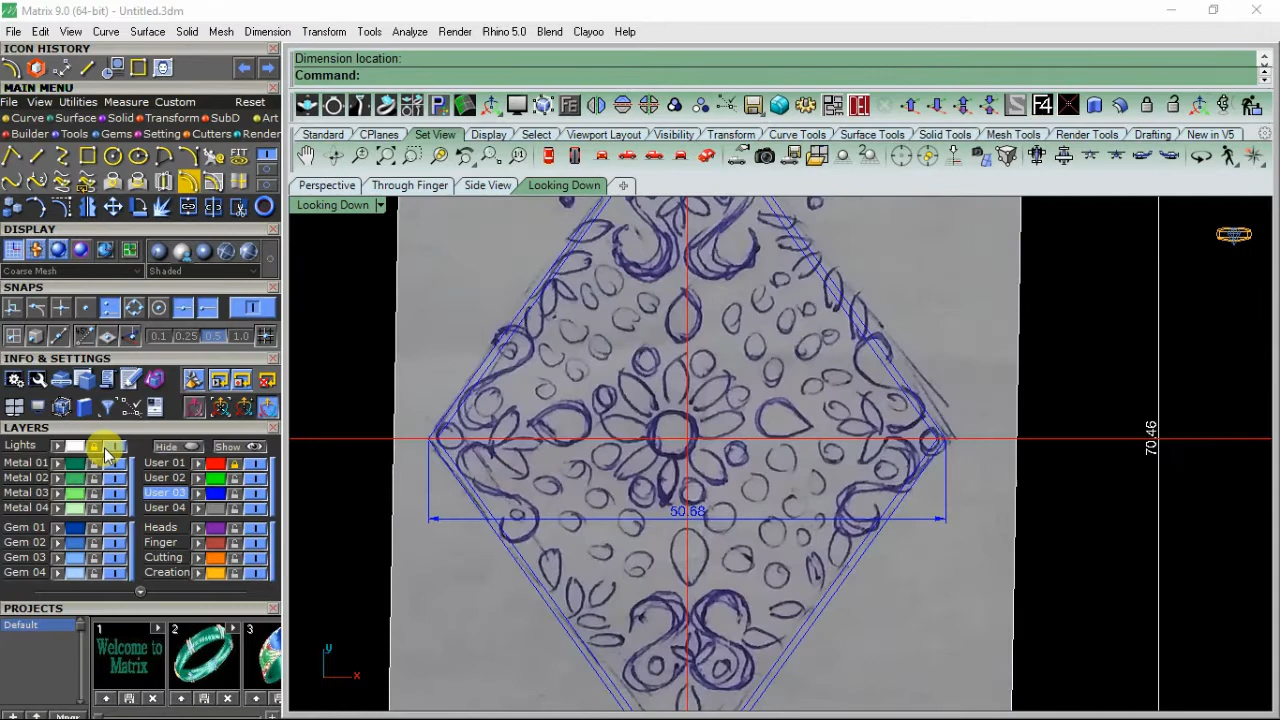 Matrix 9.0 (64-bit) - Untitled.3dm
File Edit View Curve Surface Solid Mesh Dimension Transform Tools Analyze Render Rhino 5.0 Blend Clayoo Help
ICON HISTORY
Dimension location:
Command:
MAIN MENU
File View Utilities Measure Custom Reset
Curve Surface Solid Transform SubD Art
Builder Tools Gems Setting Cutters Render
FIT
F4
Standard CPlanes Set View Display Select Viewport Layout Visibility Transform Curve Tools Surface Tools Solid Tools Mesh Tools Render Tools Drafting New in V5
Perspective Through Finger Side View Looking Down
Looking Down
DISPLAY
Coarse Mesh Shaded
SNAPS
0.1 0.25 0.5 1.0
INFO & SETTINGS
LAYERS
Lights Hide Show
Metal 01 User 01
Metal 02 User 02
Metal 03 User 03
Metal 04 User 04
Gem 01 Heads
Gem 02 Finger
Gem 03 Cutting
Gem 04 Creation
PROJECTS
Default
1 2 3
Welcome to Matrix
50.68
70.46
y
x